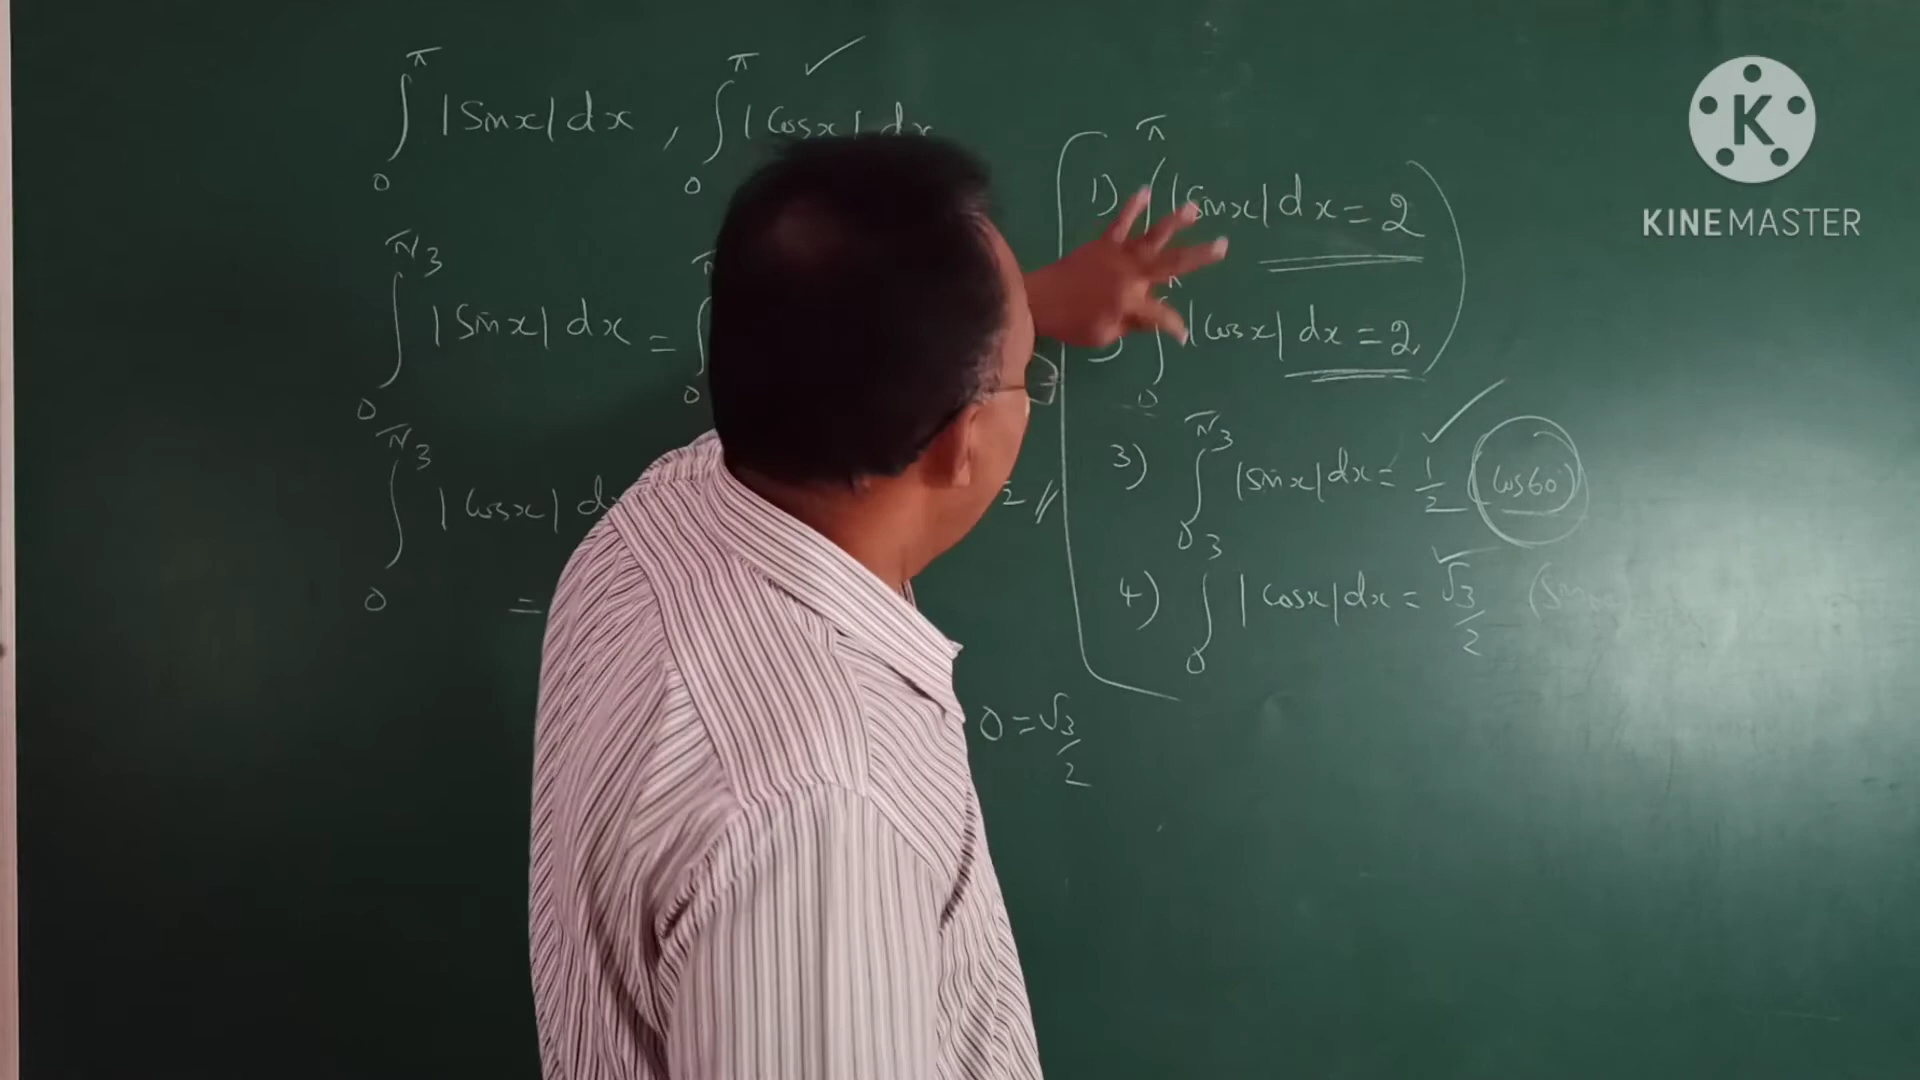 ∫₀^π |Sinx| dx , ∫₀^π |Cosx| dx
∫₀^{π/3} |Sinx| dx = ∫₀
∫₀^{π/3} |Cosx| dx
=
0 = √3/2
1) ∫^π |Sinx| dx = 2
∫₀^π |Cosx| dx = 2
3) ∫₀^{π/3} |Sinx| dx = 1/2 (Cos60)
4) ∫₀^3 |Cosx| dx = √3/2
KINEMASTER